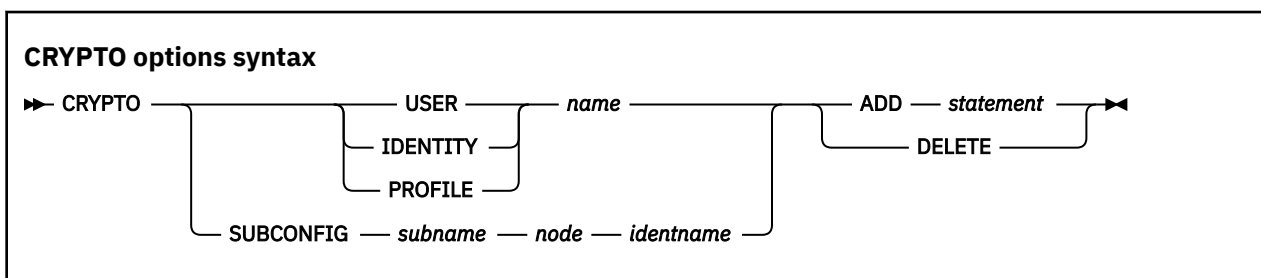 CRYPTO options syntax
CRYPTO USER name ADD statement
IDENTITY DELETE
PROFILE
SUBCONFIG subname node identname